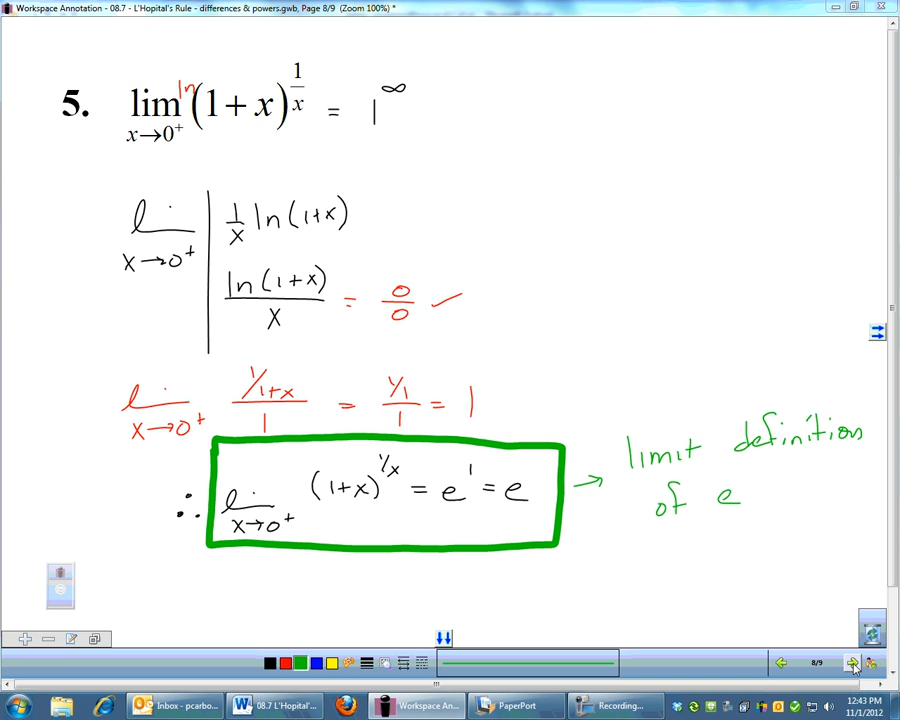 Workspace Annotation - 08.7 - L'Hopital's Rule - differences & powers.gwb, Page 8/9 (Zoom 100%) *
5. lim x→0⁺ ln (1+x)^(1/x) = 1^∞
lim x→0⁺ | 1/x ln(1+x)
ln(1+x)/x = 0/0 ✓
lim x→0⁺ (1/1+x)/1 = (1/1)/1 = 1
∴ lim x→0⁺ (1+x)^(1/x) = e^1 = e → limit definition
of e
8/9
Inbox - pcarbo...
08.7 L'Hopital'...
Workspace An...
PaperPort
Recording...
12:43 PM
11/1/2012